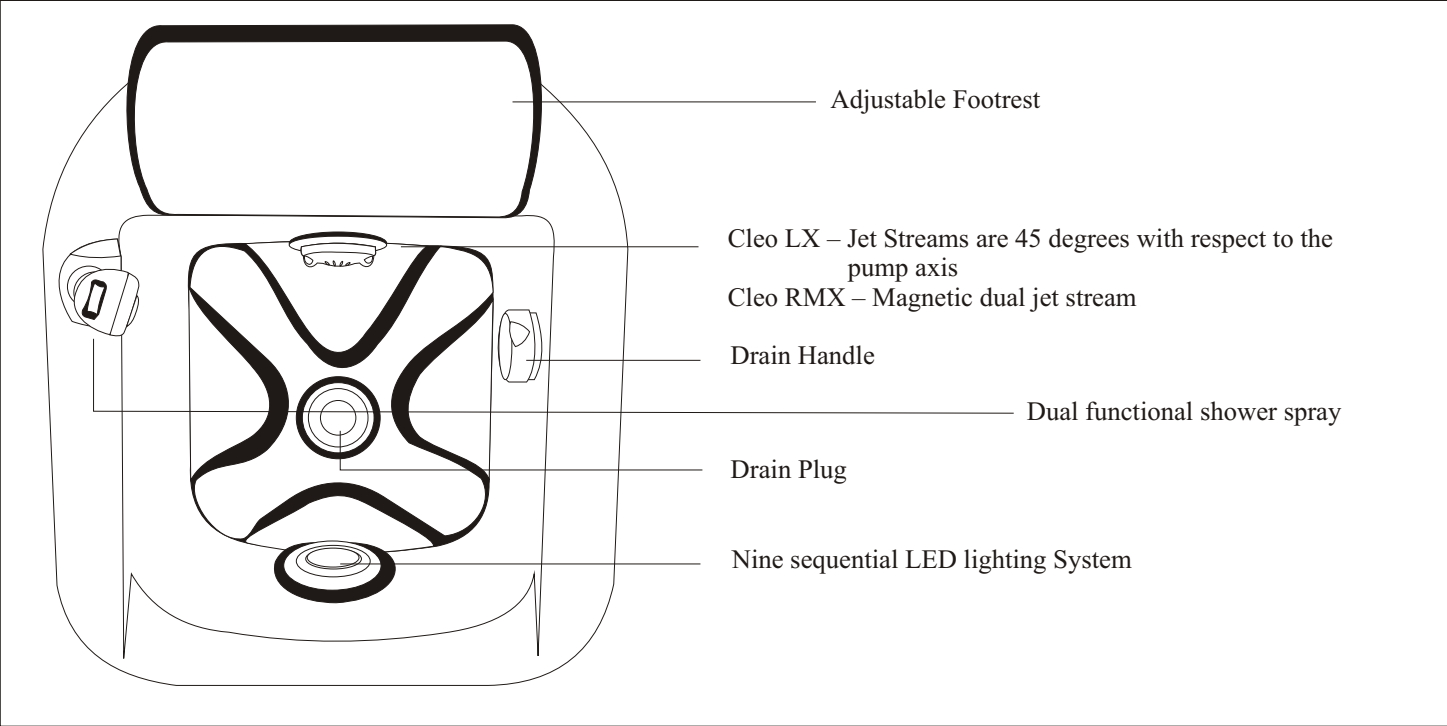 Adjustable Footrest
Cleo LX – Jet Streams are 45 degrees with respect to the
pump axis
Cleo RMX – Magnetic dual jet stream
Drain Handle
Dual functional shower spray
Drain Plug
Nine sequential LED lighting System